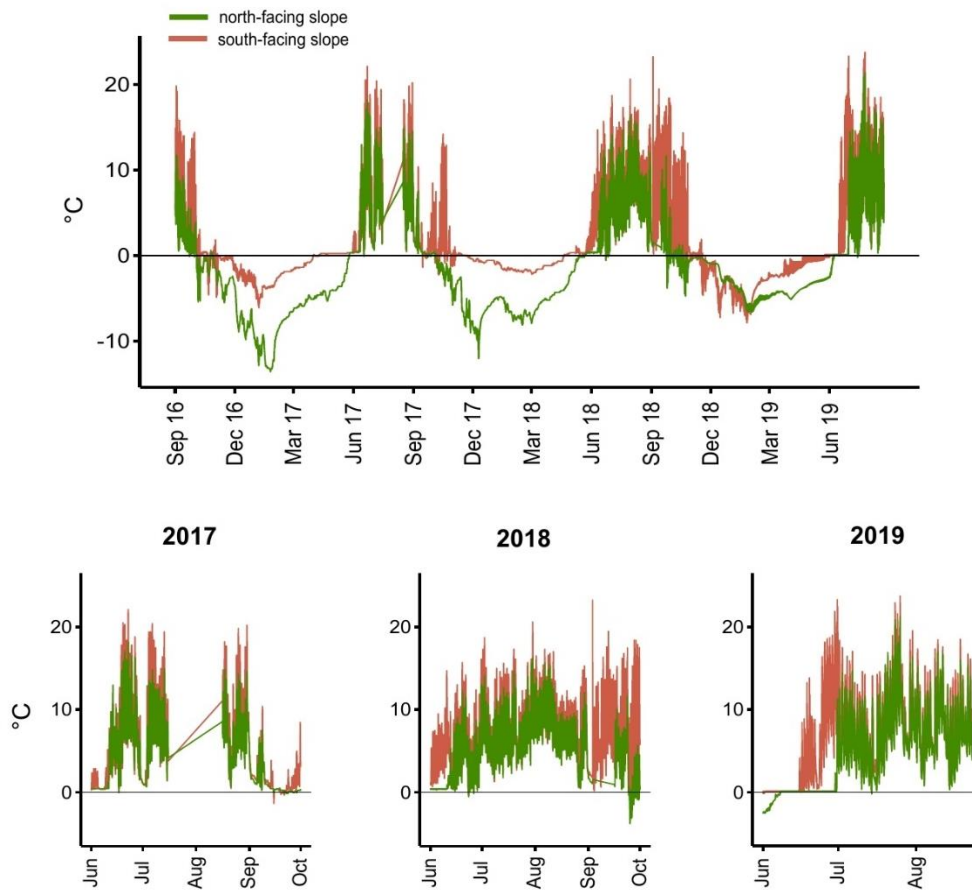 north-facing slope
south-facing slope
20
10
0
-10
°C
Sep 16
Dec 16
Mar 17
Jun 17
Sep 17
Dec 17
Mar 18
Jun 18
Sep 18
Dec 18
Mar 19
Jun 19
2017
2018
2019
20
10
0
°C
Jun
Jul
Aug
Sep
Oct
20
10
0
Jun
Jul
Aug
Sep
Oct
20
10
0
Jun
Jul
Aug